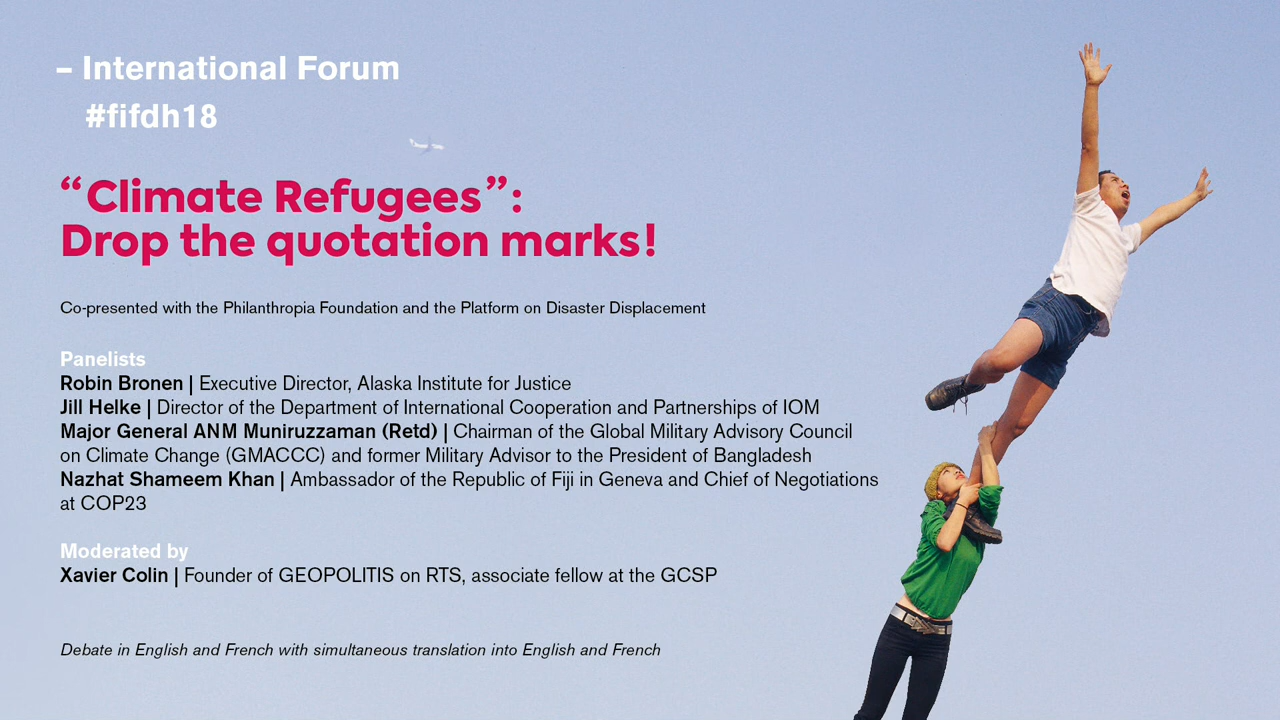 – International Forum
#fifdh18
“Climate Refugees”:
Drop the quotation marks!
Co-presented with the Philanthropia Foundation and the Platform on Disaster Displacement
Panelists
Robin Bronen | Executive Director, Alaska Institute for Justice
Jill Helke | Director of the Department of International Cooperation and Partnerships of IOM
Major General ANM Muniruzzaman (Retd) | Chairman of the Global Military Advisory Council
on Climate Change (GMACCC) and former Military Advisor to the President of Bangladesh
Nazhat Shameem Khan | Ambassador of the Republic of Fiji in Geneva and Chief of Negotiations
at COP23
Moderated by
Xavier Colin | Founder of GEOPOLITIS on RTS, associate fellow at the GCSP
Debate in English and French with simultaneous translation into English and French